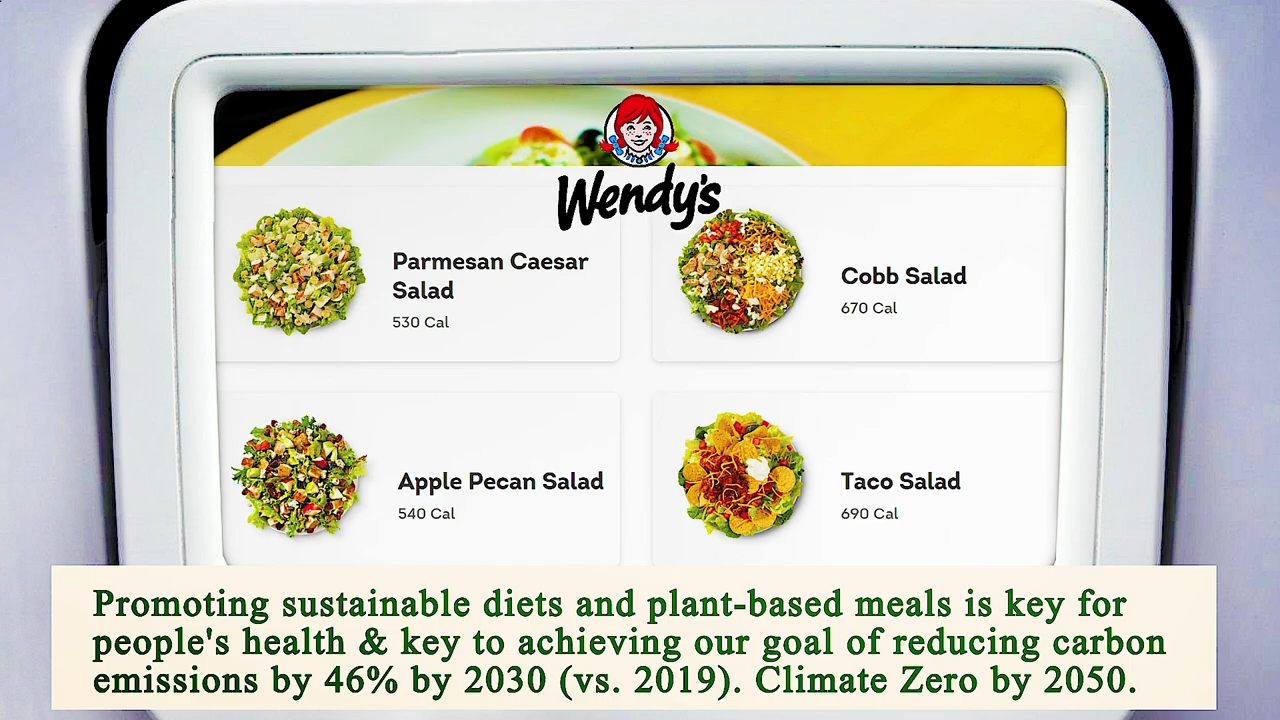 Wendy's
Parmesan Caesar
Salad
530 Cal
Cobb Salad
670 Cal
Apple Pecan Salad
540 Cal
Taco Salad
690 Cal
Promoting sustainable diets and plant-based meals is key for
people's health & key to achieving our goal of reducing carbon
emissions by 46% by 2030 (vs. 2019). Climate Zero by 2050.